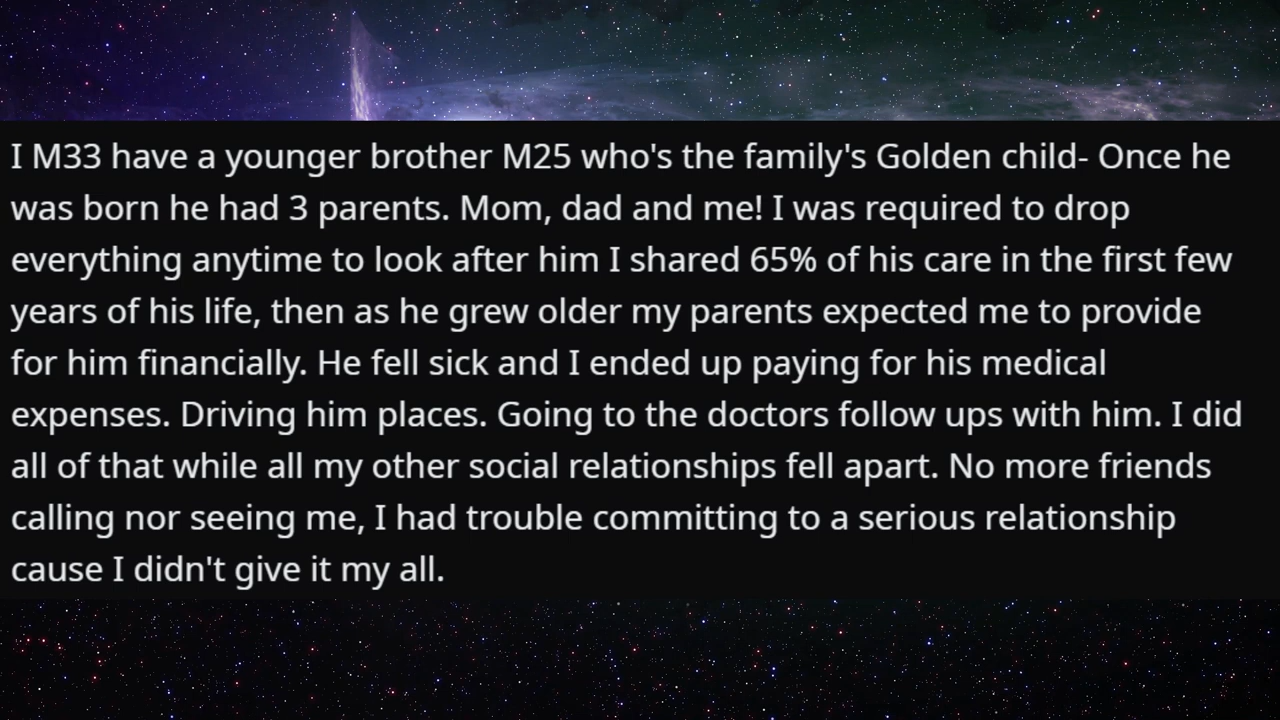 I M33 have a younger brother M25 who's the family's Golden child- Once he
was born he had 3 parents. Mom, dad and me! I was required to drop
everything anytime to look after him I shared 65% of his care in the first few
years of his life, then as he grew older my parents expected me to provide
for him financially. He fell sick and I ended up paying for his medical
expenses. Driving him places. Going to the doctors follow ups with him. I did
all of that while all my other social relationships fell apart. No more friends
calling nor seeing me, I had trouble committing to a serious relationship
cause I didn't give it my all.